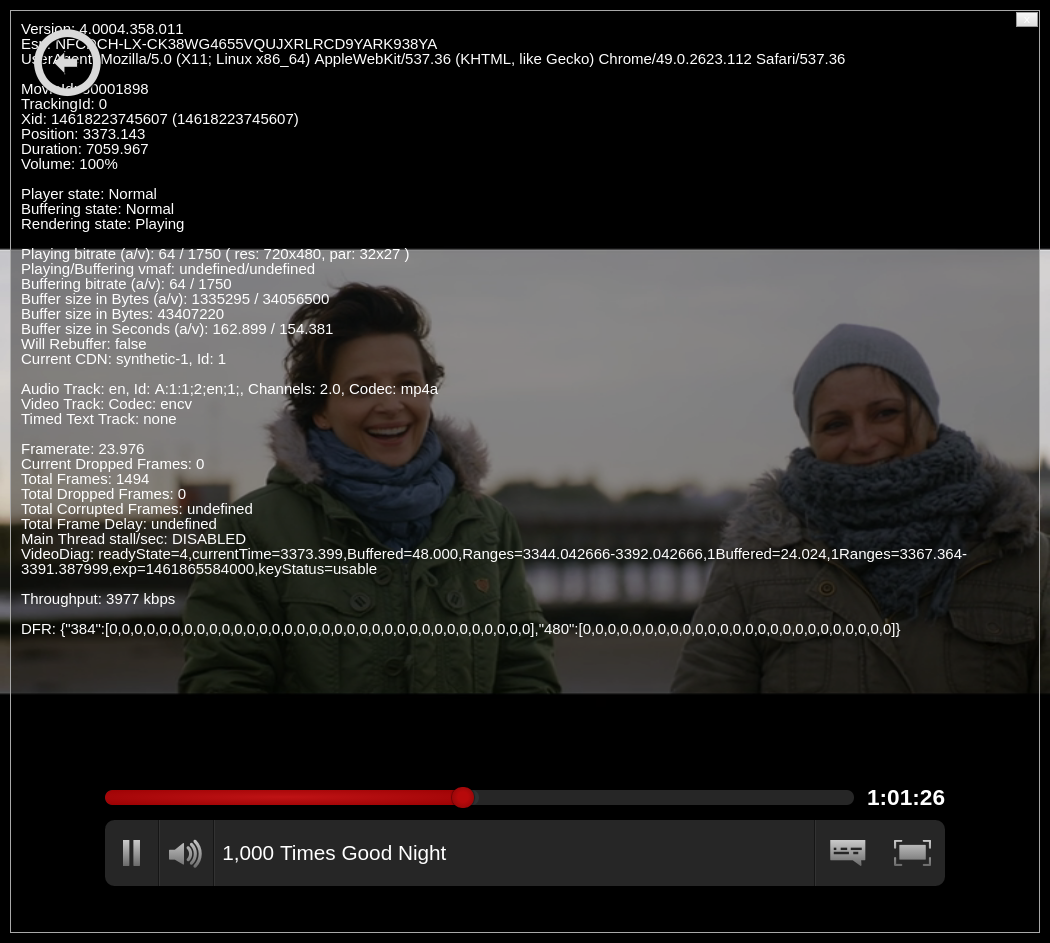 Version: 4.0004.358.011
Esn: NFCDCH-LX-CK38WG4655VQUJXRLRCD9YARK938YA
UserAgent: Mozilla/5.0 (X11; Linux x86_64) AppleWebKit/537.36 (KHTML, like Gecko) Chrome/49.0.2623.112 Safari/537.36
TrackingId: 0
Xid: 14618223745607 (14618223745607)
Position: 3373.143
Duration: 7059.967
Volume: 100%
Player state: Normal
Buffering state: Normal
Rendering state: Playing
Playing bitrate (a/v): 64 / 1750 ( res: 720x480, par: 32x27 )
Playing/Buffering vmaf: undefined/undefined
Buffering bitrate (a/v): 64 / 1750
Buffer size in Bytes (a/v): 1335295 / 34056500
Buffer size in Bytes: 43407220
Buffer size in Seconds (a/v): 162.899 / 154.381
Will Rebuffer: false
Current CDN: synthetic-1, Id: 1
Audio Track: en, Id: A:1:1;2;en;1;, Channels: 2.0, Codec: mp4a
Video Track: Codec: encv
Timed Text Track: none
Framerate: 23.976
Current Dropped Frames: 0
Total Frames: 1494
Total Dropped Frames: 0
Total Corrupted Frames: undefined
Total Frame Delay: undefined
Main Thread stall/sec: DISABLED
VideoDiag: readyState=4,currentTime=3373.399,Buffered=48.000,Ranges=3344.042666-3392.042666,1Buffered=24.024,1Ranges=3367.364-
3391.387999,exp=1461865584000,keyStatus=usable
Throughput: 3977 kbps
DFR: {"384":[0,0,0,0,0,0,0,0,0,0,0,0,0,0,0,0,0,0,0,0,0,0,0,0,0,0,0,0,0,0,0,0,0,0],"480":[0,0,0,0,0,0,0,0,0,0,0,0,0,0,0,0,0,0,0,0,0,0,0,0,0]}
1:01:26
1,000 Times Good Night